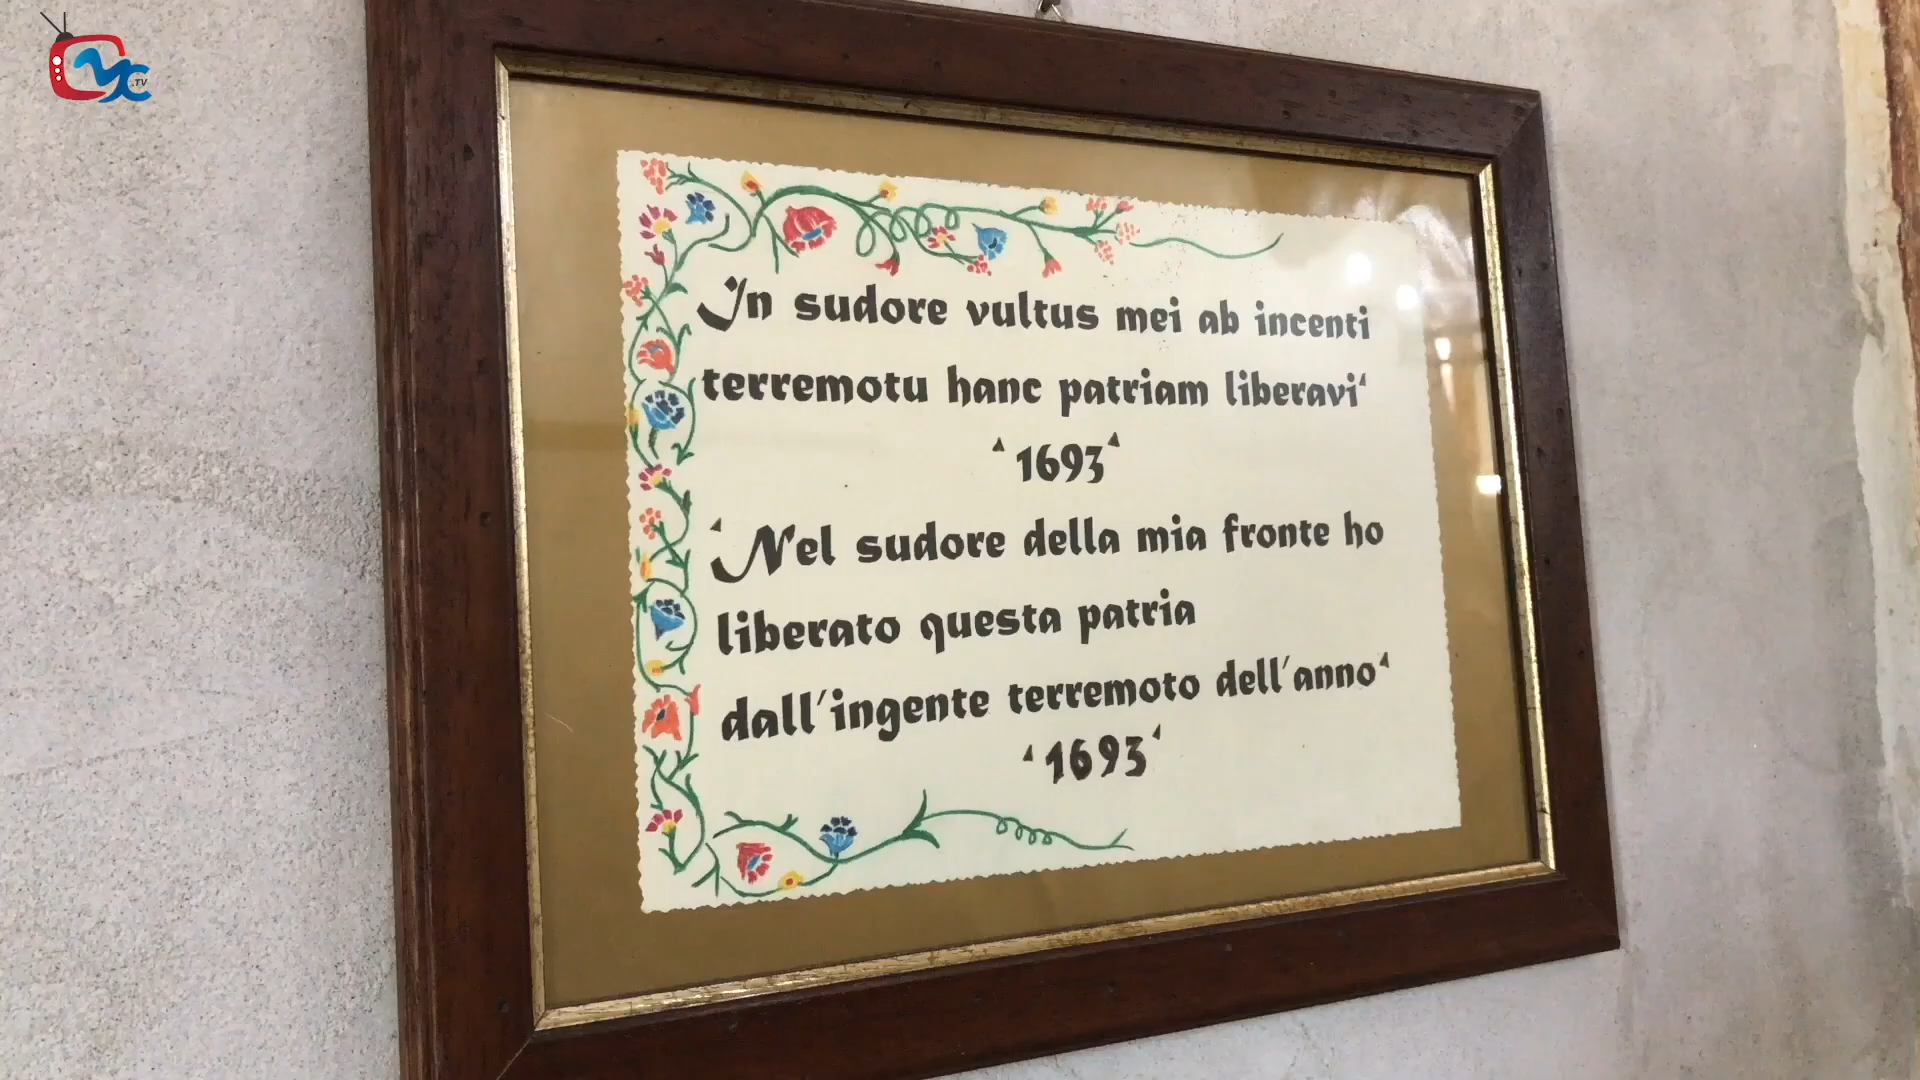 In sudore vultus mei ab incenti
terremotu hanc patriam liberavi"
"1693"
"Nel sudore della mia fronte ho
liberato questa patria
dall'ingente terremoto dell'anno"
"1693"
.TV